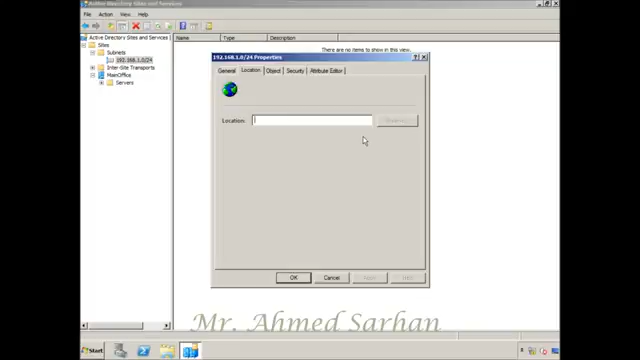 Active Directory Sites and Services
File Action View Help
Active Directory Sites and Services
Sites
Subnets
192.168.1.0/24
Inter-Site Transports
MainOffice
Servers
Name Type Description
There are no items to show in this view.
192.168.1.0/24 Properties
General Location Object Security Attribute Editor
Location:
OK Cancel Apply Help
Mr. Ahmed Sarhan
Start